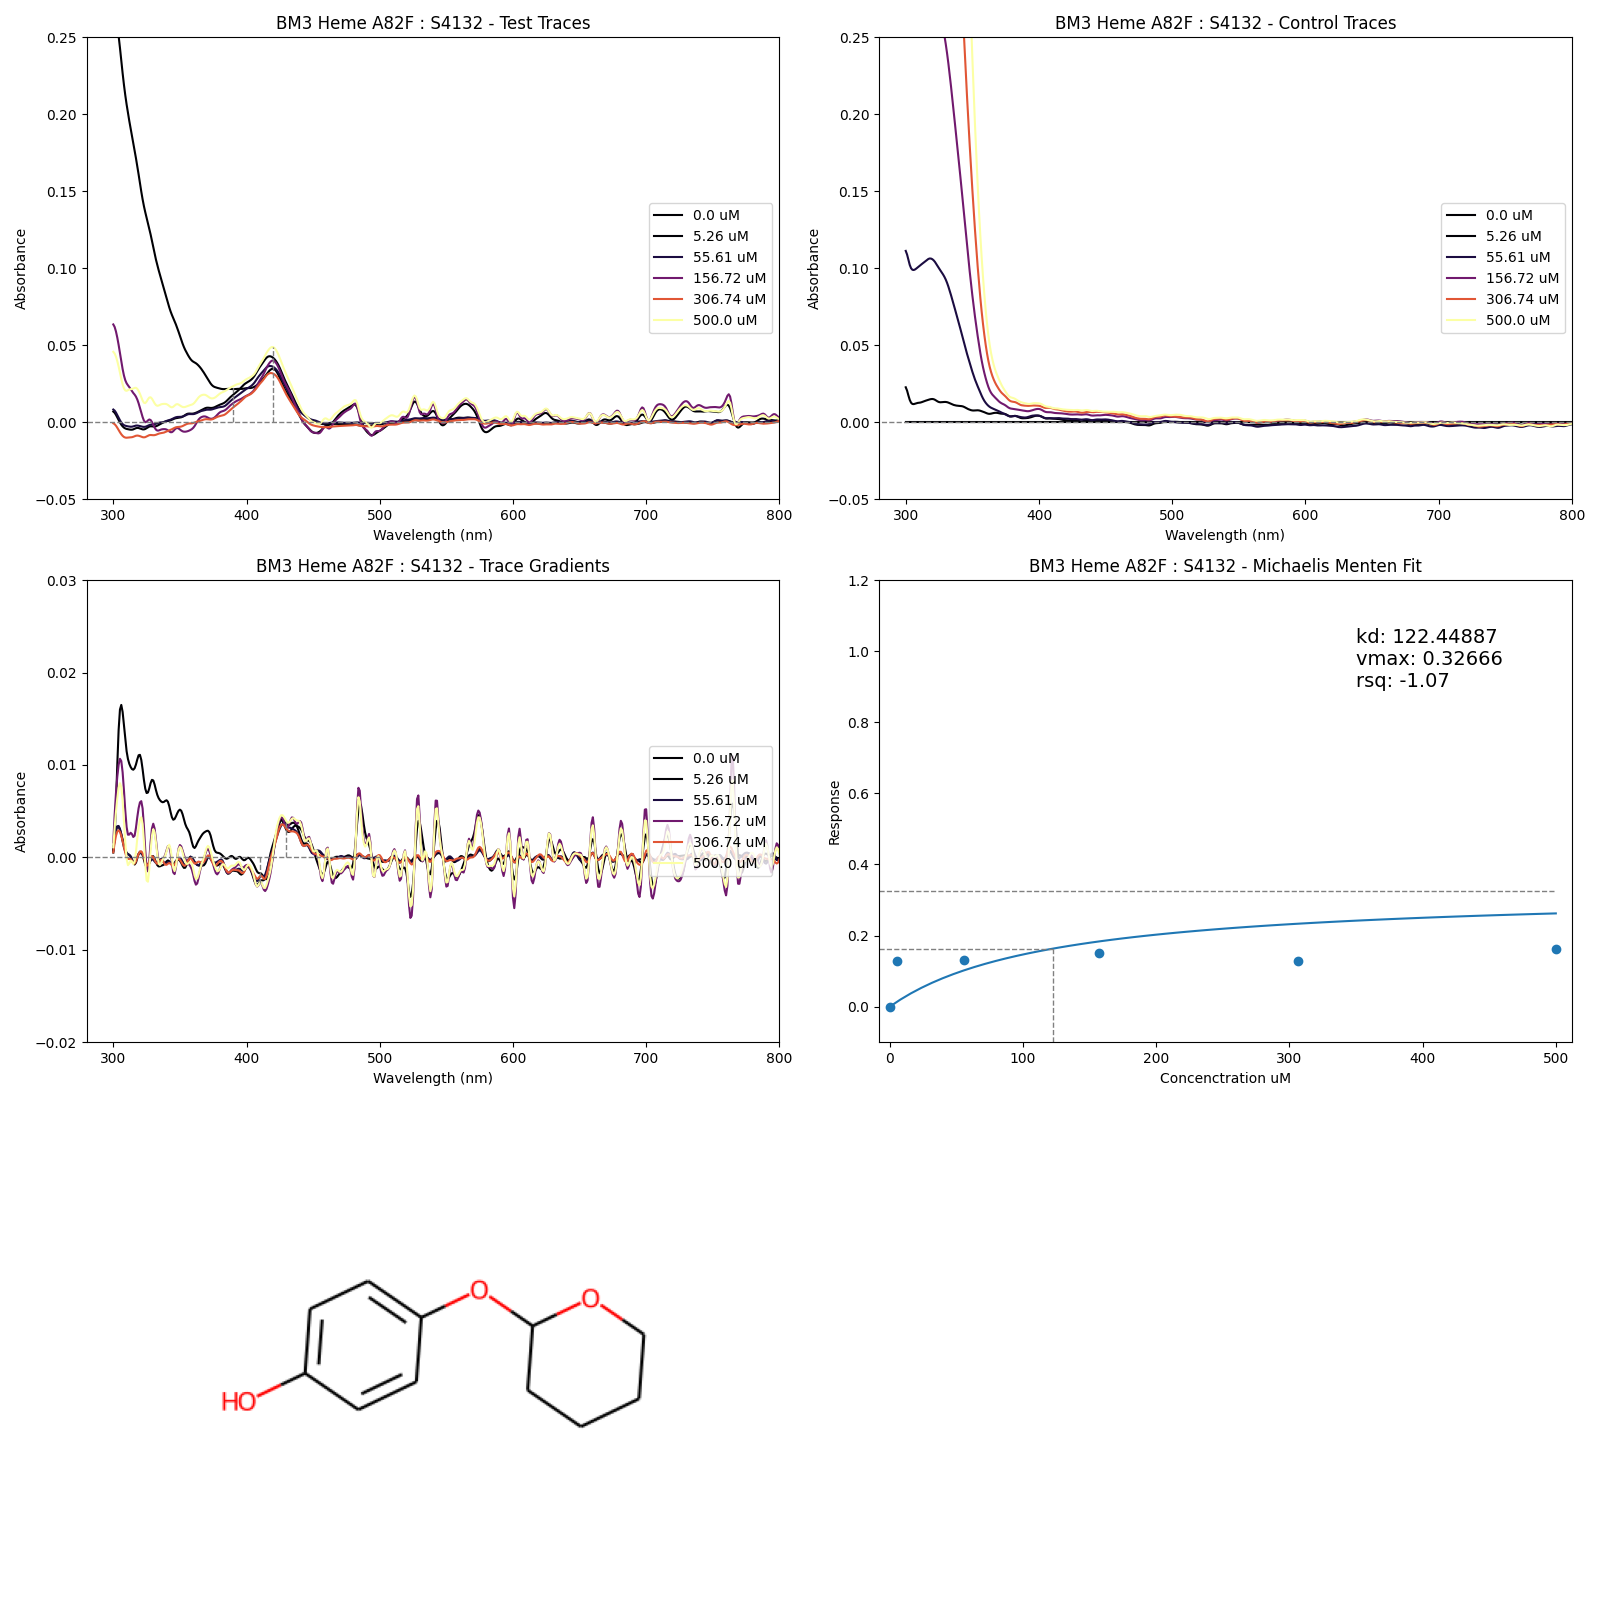 BM3 Heme A82F : S4132 - Test Traces
0.25
0.20
0.15
0.10
0.05
0.00
−0.05
Absorbance
300
400
500
600
700
800
Wavelength (nm)
0.0 uM
5.26 uM
55.61 uM
156.72 uM
306.74 uM
500.0 uM
BM3 Heme A82F : S4132 - Control Traces
0.25
0.20
0.15
0.10
0.05
0.00
−0.05
Absorbance
300
400
500
600
700
800
Wavelength (nm)
0.0 uM
5.26 uM
55.61 uM
156.72 uM
306.74 uM
500.0 uM
BM3 Heme A82F : S4132 - Trace Gradients
0.03
0.02
0.01
0.00
−0.01
−0.02
Absorbance
300
400
500
600
700
800
Wavelength (nm)
0.0 uM
5.26 uM
55.61 uM
156.72 uM
306.74 uM
500.0 uM
BM3 Heme A82F : S4132 - Michaelis Menten Fit
1.2
1.0
0.8
0.6
0.4
0.2
0.0
Response
kd: 122.44887
vmax: 0.32666
rsq: -1.07
0
100
200
300
400
500
Concenctration uM
O
O
HO